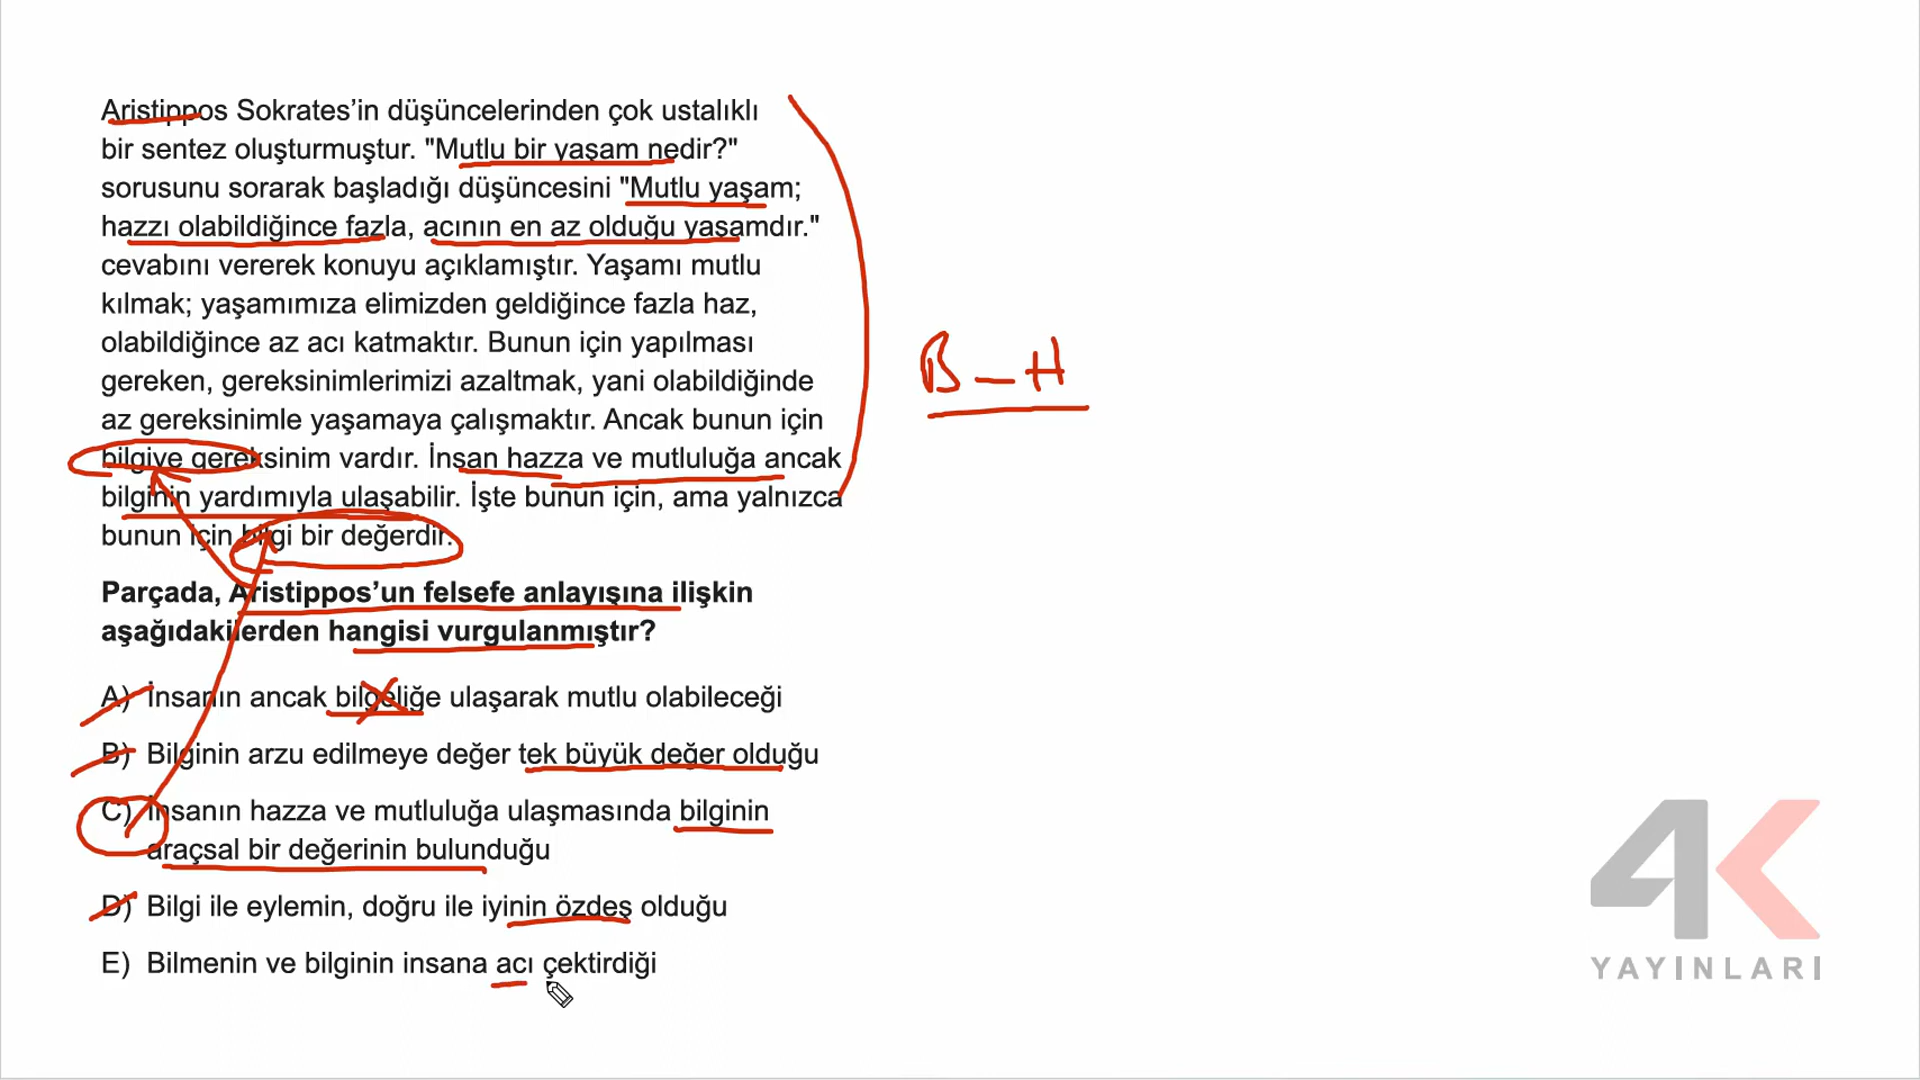 Aristippos Sokrates’in düşüncelerinden çok ustalıklı
bir sentez oluşturmuştur. "Mutlu bir yaşam nedir?"
sorusunu sorarak başladığı düşüncesini "Mutlu yaşam;
hazzı olabildiğince fazla, acının en az olduğu yaşamdır."
cevabını vererek konuyu açıklamıştır. Yaşamı mutlu
kılmak; yaşamımıza elimizden geldiğince fazla haz,
olabildiğince az acı katmaktır. Bunun için yapılması
gereken, gereksinimlerimizi azaltmak, yani olabildiğinde
az gereksinimle yaşamaya çalışmaktır. Ancak bunun için
bilgiye gereksinim vardır. İnsan hazza ve mutluluğa ancak
bilginin yardımıyla ulaşabilir. İşte bunun için, ama yalnızca
bunun için bilgi bir değerdir.
B – H
Parçada, Aristippos’un felsefe anlayışına ilişkin
aşağıdakilerden hangisi vurgulanmıştır?
A) İnsanın ancak bilgeliğe ulaşarak mutlu olabileceği
B) Bilginin arzu edilmeye değer tek büyük değer olduğu
C) İnsanın hazza ve mutluluğa ulaşmasında bilginin
araçsal bir değerinin bulunduğu
D) Bilgi ile eylemin, doğru ile iyinin özdeş olduğu
E) Bilmenin ve bilginin insana acı çektirdiği
4K
YAYINLARI